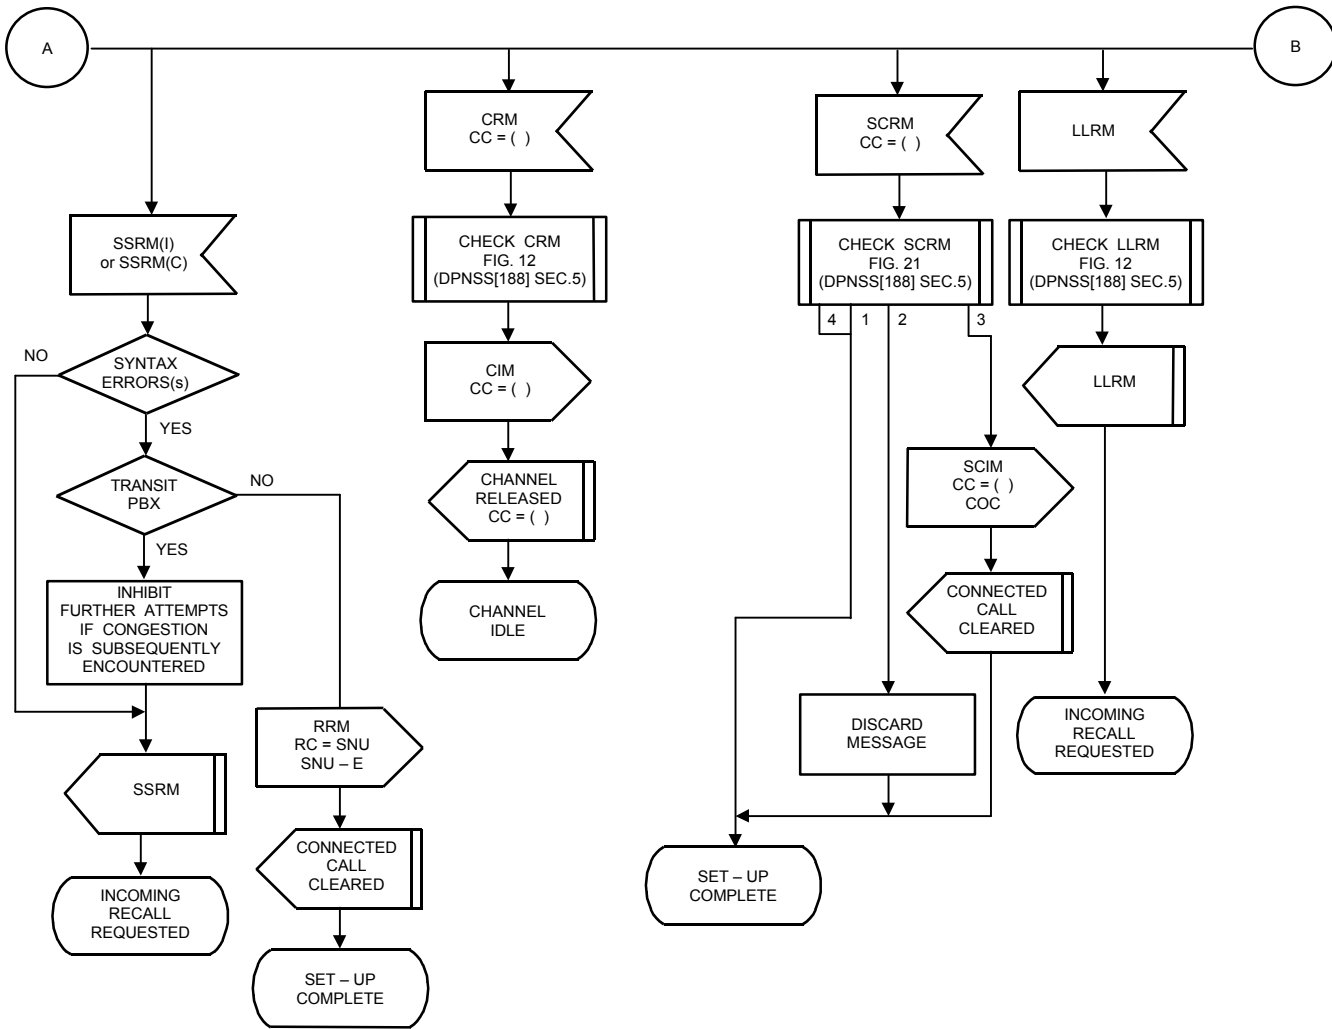 A
B
SSRM(I)
or SSRM(C)
SYNTAX
ERRORS(s)
NO
YES
TRANSIT
PBX
NO
YES
INHIBIT
FURTHER ATTEMPTS
IF CONGESTION
IS SUBSEQUENTLY
ENCOUNTERED
SSRM
INCOMING
RECALL
REQUESTED
RRM
RC = SNU
SNU – E
CONNECTED
CALL
CLEARED
SET – UP
COMPLETE
CRM
CC = ( )
CHECK CRM
FIG. 12
(DPNSS[188] SEC.5)
CIM
CC = ( )
CHANNEL
RELEASED
CC = ( )
CHANNEL
IDLE
SCRM
CC = ( )
CHECK SCRM
FIG. 21
(DPNSS[188] SEC.5)
4 1 2 3
SCIM
CC = ( )
COC
CONNECTED
CALL
CLEARED
DISCARD
MESSAGE
SET – UP
COMPLETE
LLRM
CHECK LLRM
FIG. 12
(DPNSS[188] SEC.5)
LLRM
INCOMING
RECALL
REQUESTED